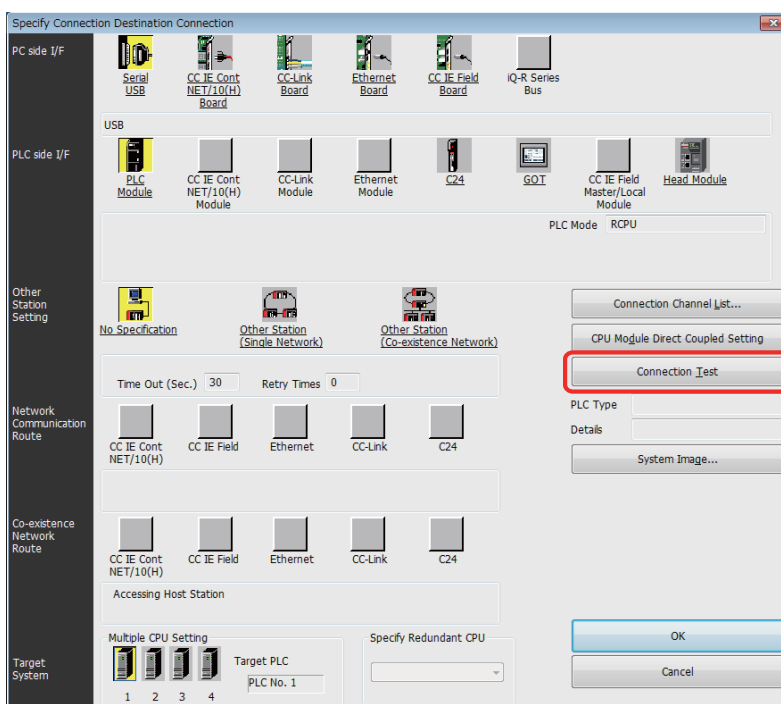 Specify Connection Destination Connection
PC side I/F
Serial
USB
CC IE Cont
NET/10(H)
Board
CC-Link
Board
Ethernet
Board
CC IE Field
Board
iQ-R Series
Bus
USB
PLC side I/F
PLC
Module
CC IE Cont
NET/10(H)
Module
CC-Link
Module
Ethernet
Module
C24
GOT
CC IE Field
Master/Local
Module
Head Module
PLC Mode RCPU
Other
Station
Setting
No Specification
Other Station
(Single Network)
Other Station
(Co-existence Network)
Time Out (Sec.) 30 Retry Times 0
Connection Channel List...
CPU Module Direct Coupled Setting
Connection Test
PLC Type
Details
System Image...
Network
Communication
Route
CC IE Cont
NET/10(H)
CC IE Field
Ethernet
CC-Link
C24
Co-existence
Network
Route
CC IE Cont
NET/10(H)
CC IE Field
Ethernet
CC-Link
C24
Accessing Host Station
Target
System
Multiple CPU Setting
1 2 3 4
Target PLC
PLC No. 1
Specify Redundant CPU
OK
Cancel